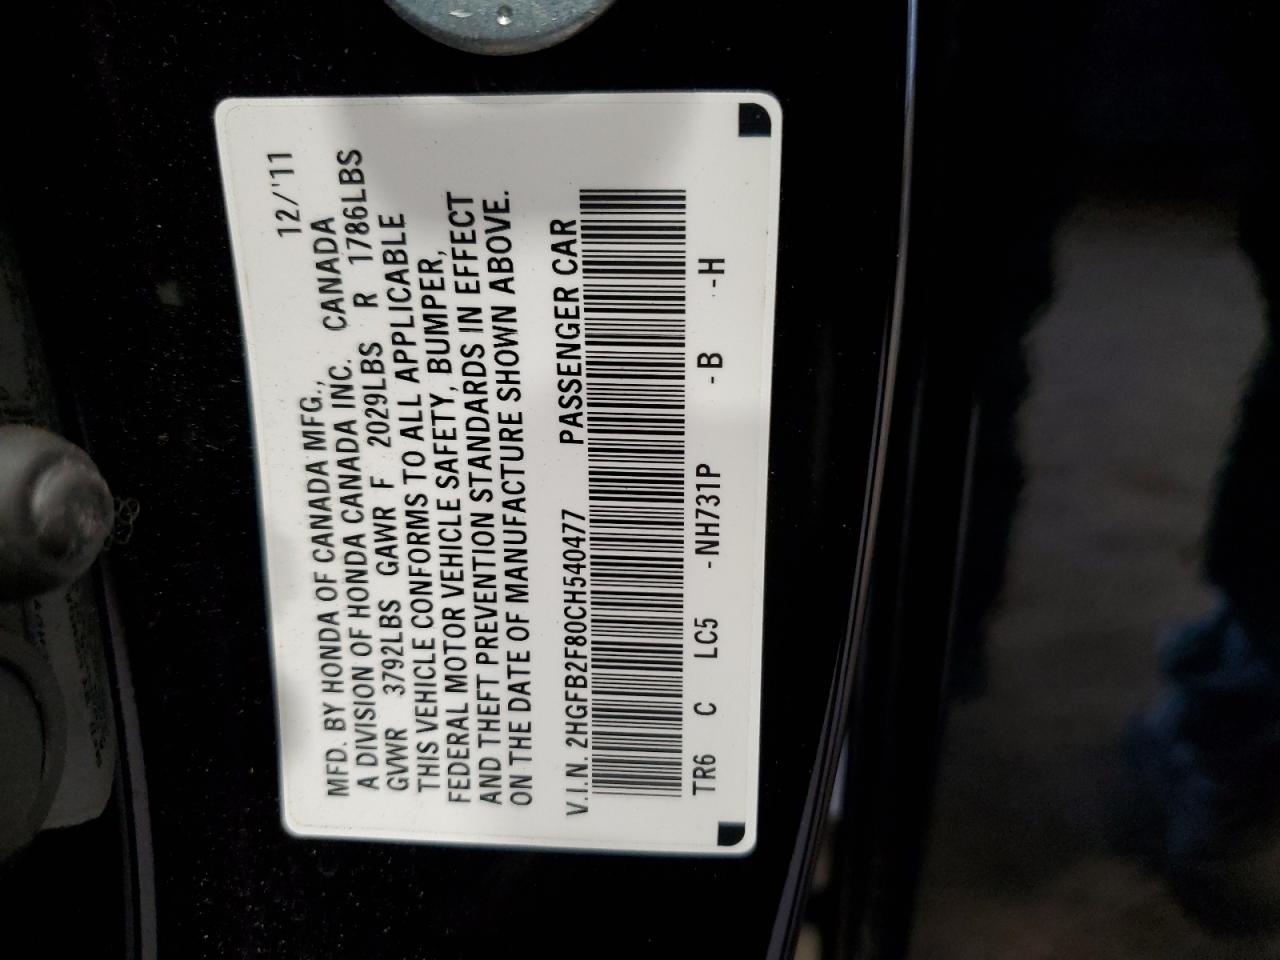 12/'11
MFD. BY HONDA OF CANADA MFG.,
A DIVISION OF HONDA CANADA INC. CANADA
GVWR 3792LBS GAWR F 2029LBS R 1786LBS
THIS VEHICLE CONFORMS TO ALL APPLICABLE
FEDERAL MOTOR VEHICLE SAFETY, BUMPER,
AND THEFT PREVENTION STANDARDS IN EFFECT
ON THE DATE OF MANUFACTURE SHOWN ABOVE.
V.I.N. 2HGFB2F80CH540477 PASSENGER CAR
TR6 C LC5 -NH731P -B -H